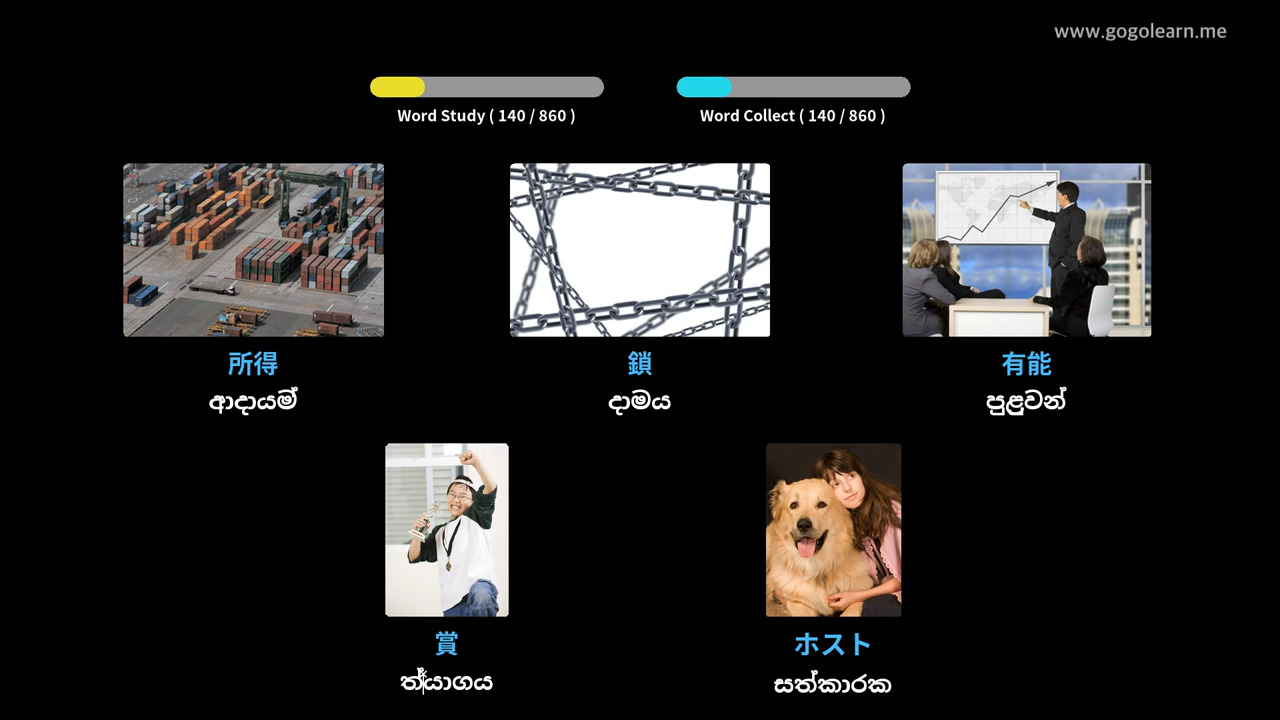 www.gogolearn.me
Word Study ( 140 / 860 )
Word Collect ( 140 / 860 )
所得
ආදායම්
鎖
දාමය
有能
පුළුවන්
賞
ත්‍යාගය
ホスト
සත්කාරක